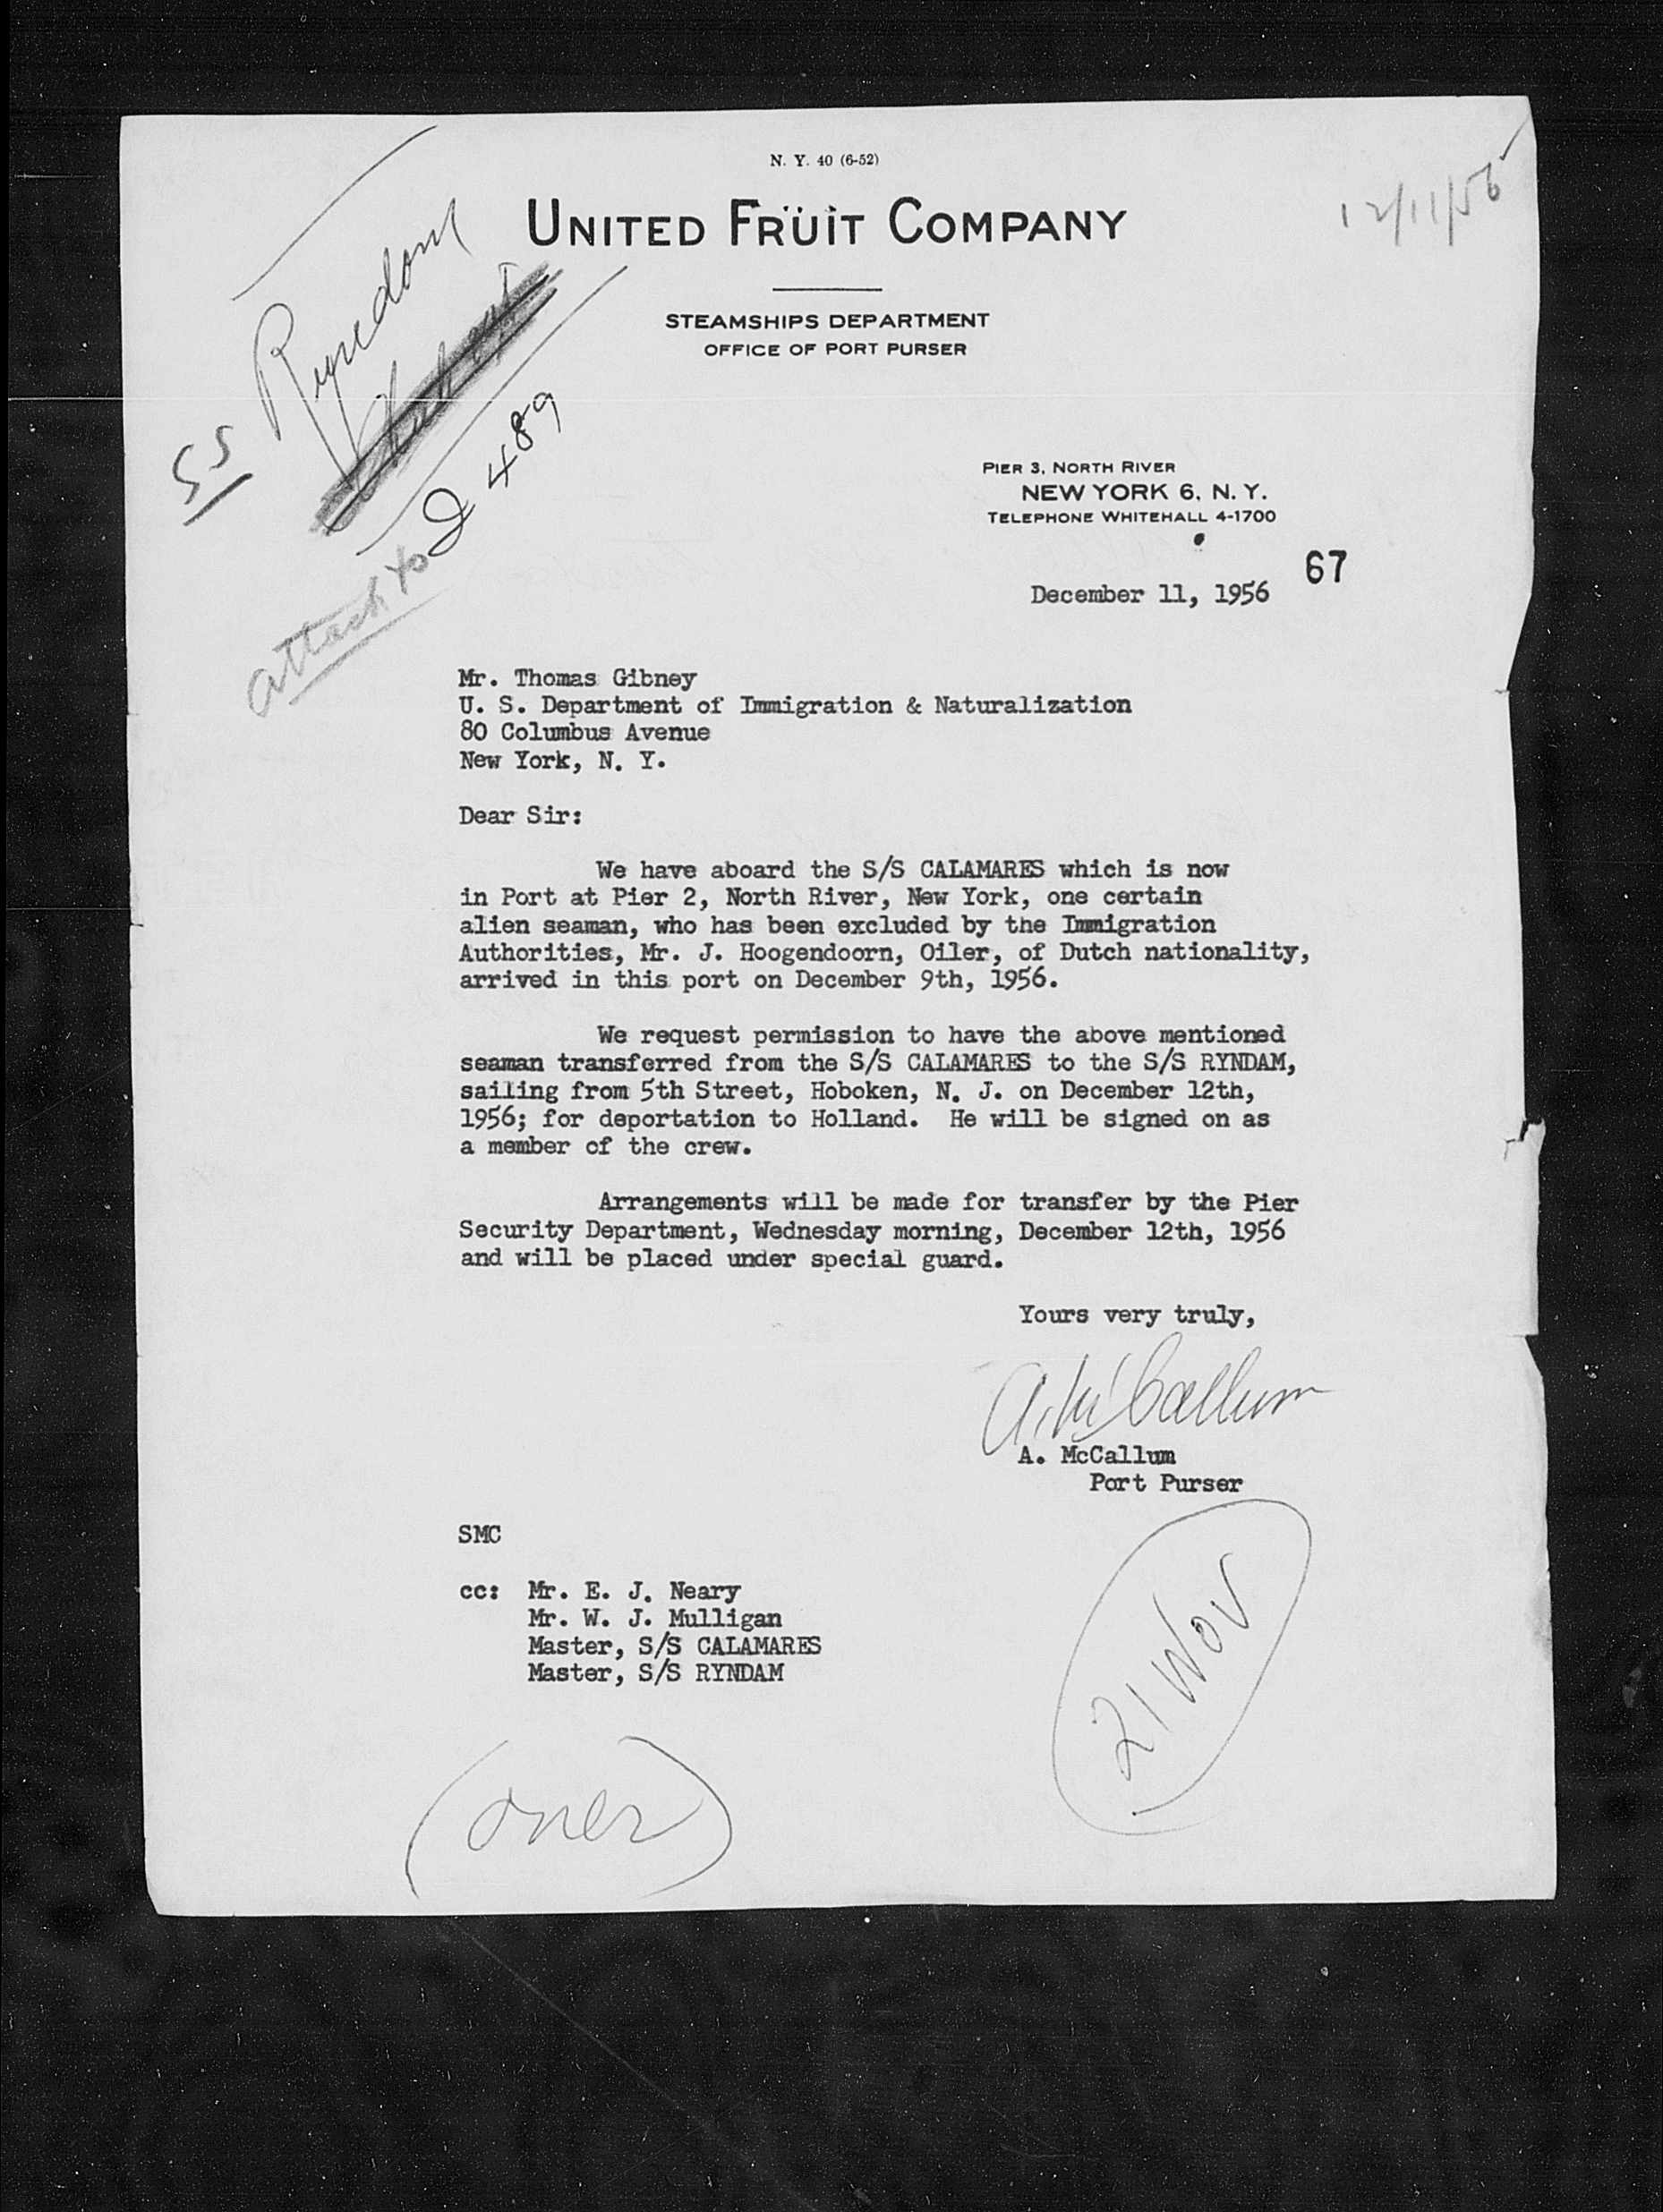 N. Y. 40 (6-52)
12/11/56
UNITED FRUIT COMPANY
STEAMSHIPS DEPARTMENT
OFFICE OF PORT PURSER
SS Ryndam
attach to
489
PIER 3, NORTH RIVER
NEW YORK 6, N. Y.
TELEPHONE WHITEHALL 4-1700
67
December 11, 1956
Mr. Thomas Gibney
U. S. Department of Immigration & Naturalization
80 Columbus Avenue
New York, N. Y.
Dear Sir:
We have aboard the S/S CALAMARES which is now
in Port at Pier 2, North River, New York, one certain
alien seaman, who has been excluded by the Immigration
Authorities, Mr. J. Hoogendoorn, Oiler, of Dutch nationality,
arrived in this port on December 9th, 1956.
We request permission to have the above mentioned
seaman transferred from the S/S CALAMARES to the S/S RYNDAM,
sailing from 5th Street, Hoboken, N. J. on December 12th,
1956; for deportation to Holland. He will be signed on as
a member of the crew.
Arrangements will be made for transfer by the Pier
Security Department, Wednesday morning, December 12th, 1956
and will be placed under special guard.
Yours very truly,
A. McCallum
A. McCallum
Port Purser
SMC
cc: Mr. E. J. Neary
Mr. W. J. Mulligan
Master, S/S CALAMARES
Master, S/S RYNDAM
21 Nov
(over)